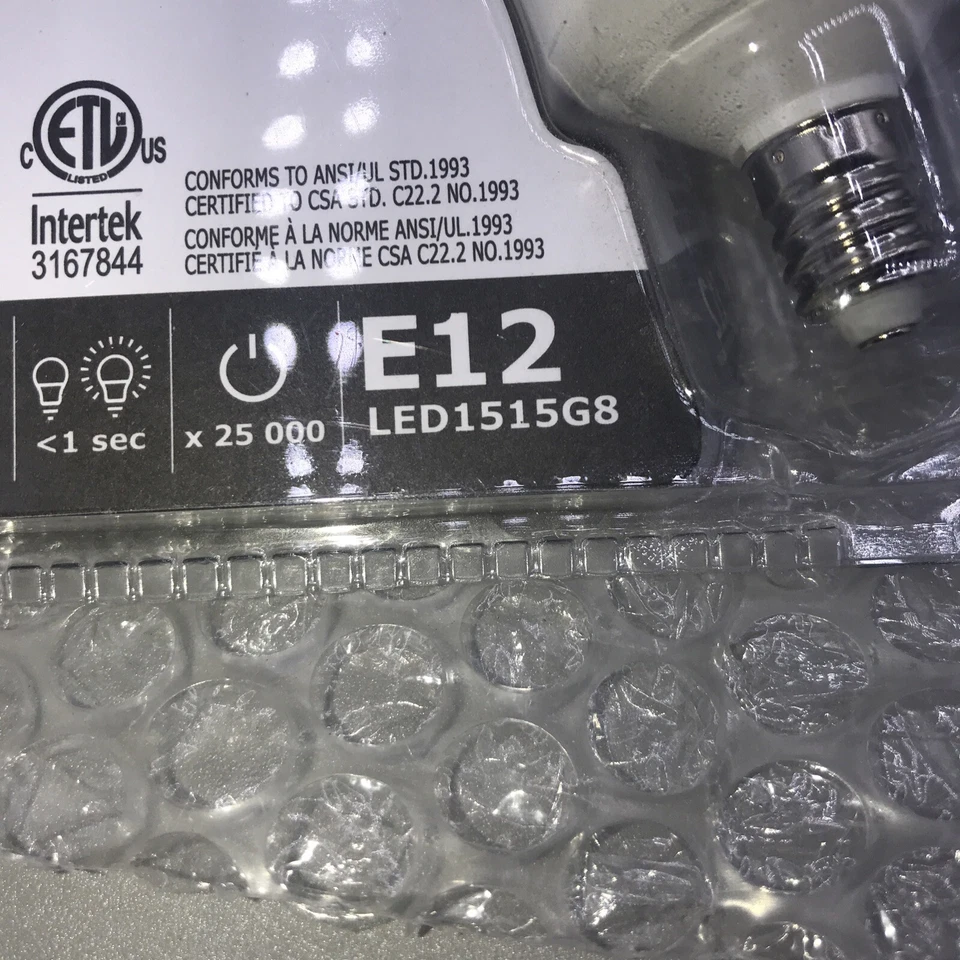 C ETL CM US
LISTED
Intertek
3167844
CONFORMS TO ANSI/UL STD.1993
CERTIFIED TO CSA STD. C22.2 NO.1993
CONFORME À LA NORME ANSI/UL.1993
CERTIFIÉ À LA NORME CSA C22.2 NO.1993
<1 sec
x 25 000
E12
LED1515G8